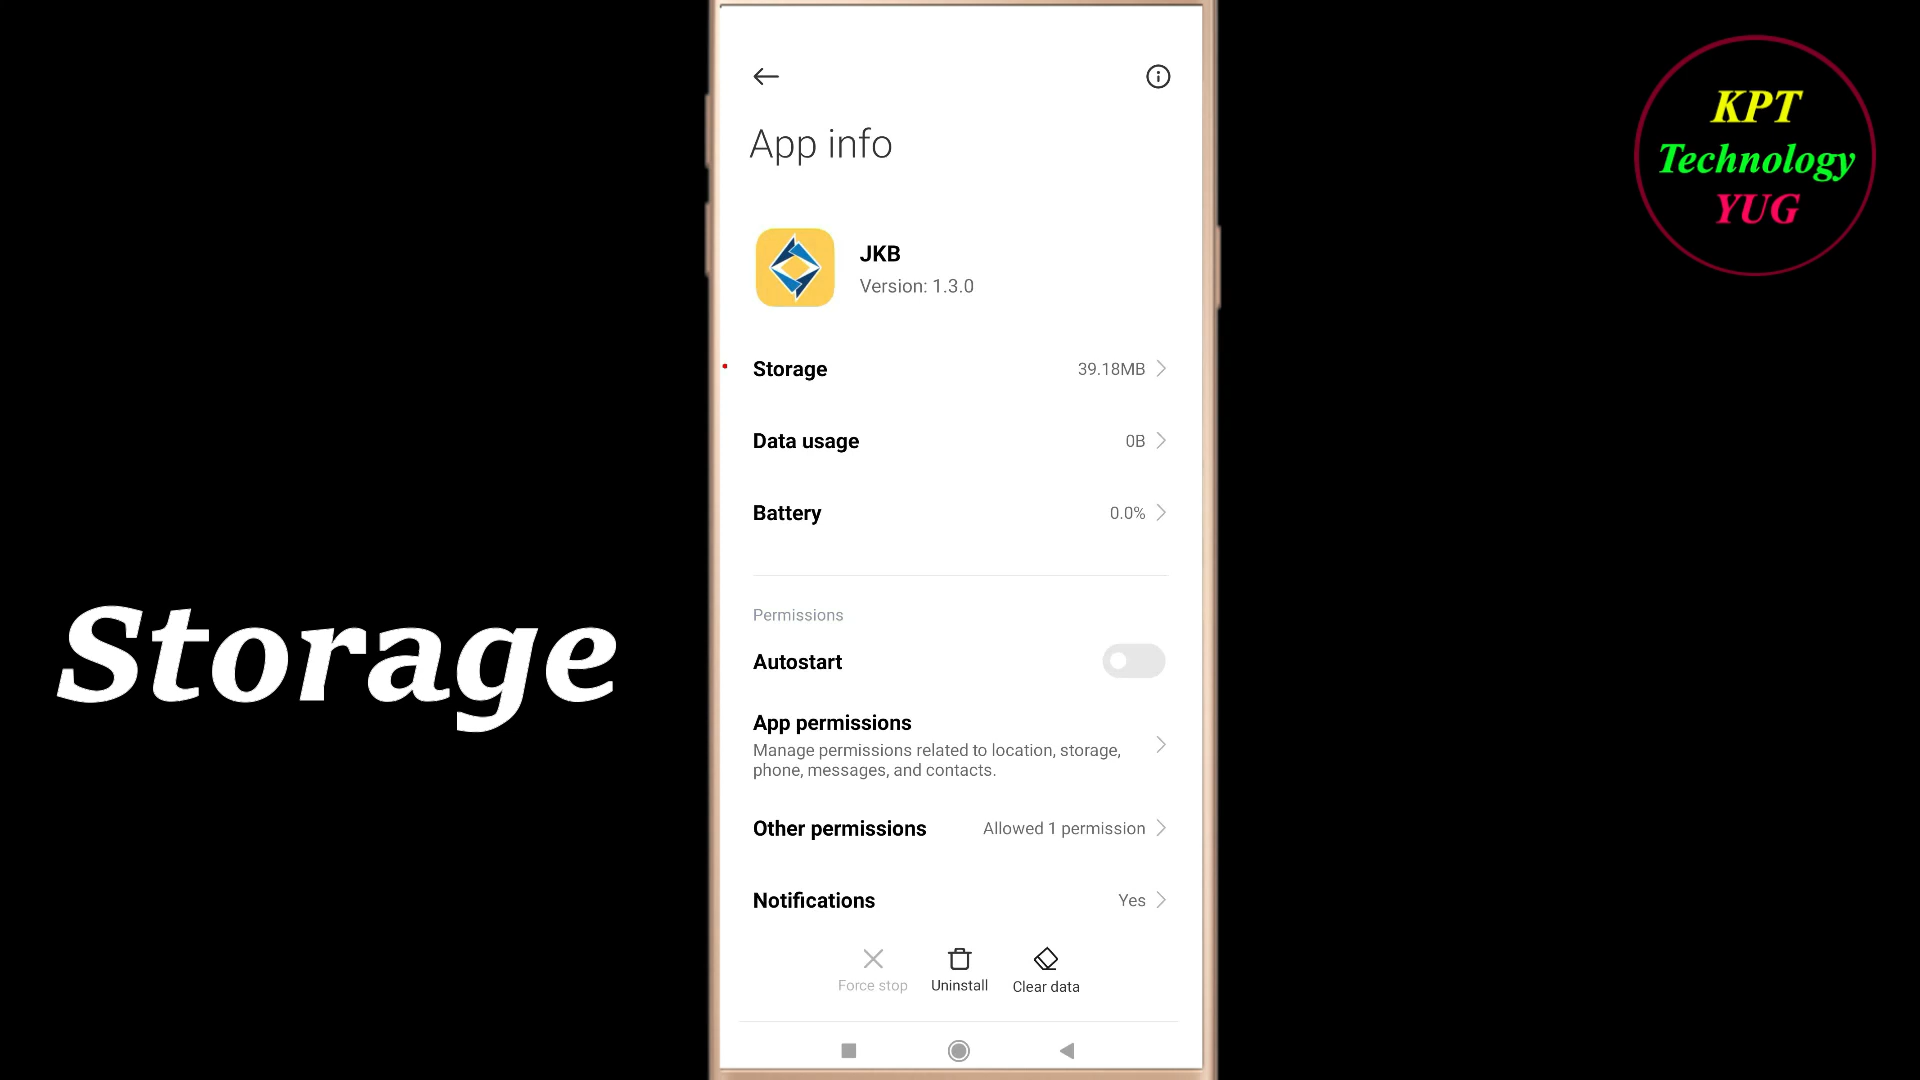 App info
JKB
Version: 1.3.0
Storage 39.18MB
Data usage 0B
Battery 0.0%
Permissions
Autostart
App permissions
Manage permissions related to location, storage,
phone, messages, and contacts.
Other permissions Allowed 1 permission
Notifications Yes
Force stop Uninstall Clear data
Storage
KPT
Technology
YUG